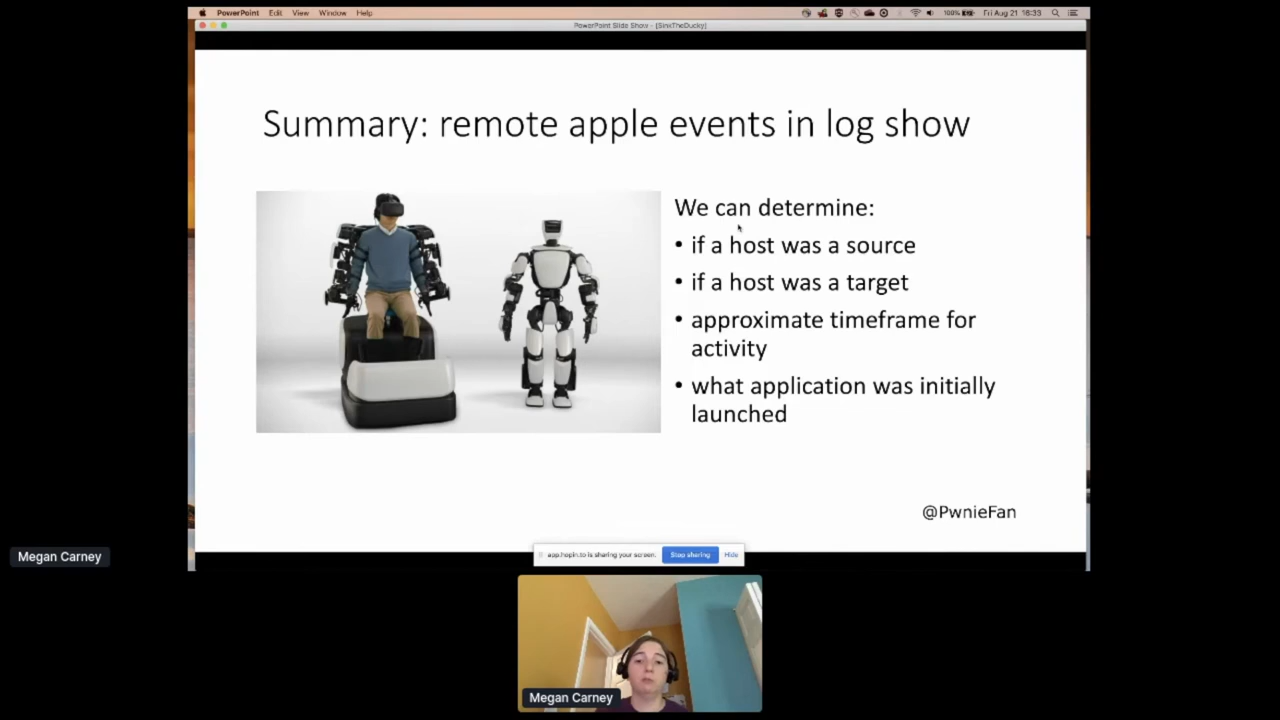 PowerPoint Edit View Window Help
100% Fri Aug 21 16:33
PowerPoint Slide Show - [SinkTheDucky]
Summary: remote apple events in log show
We can determine:
• if a host was a source
• if a host was a target
• approximate timeframe for
activity
• what application was initially
launched
@PwnieFan
app.hopin.to is sharing your screen.
Stop sharing
Hide
Megan Carney
Megan Carney